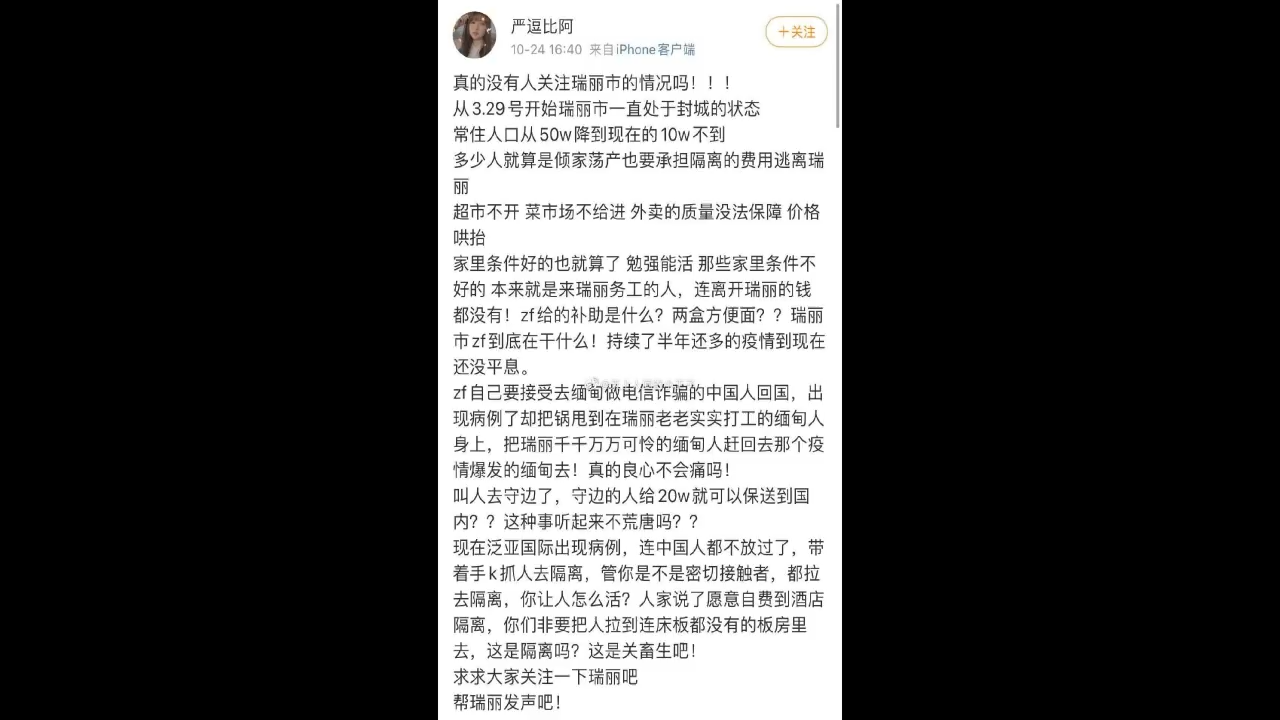 严逗比阿
10-24 16:40 来自iPhone客户端
+关注
真的没有人关注瑞丽市的情况吗！！！
从3.29号开始瑞丽市一直处于封城的状态
常住人口从50w降到现在的10w不到
多少人就算是倾家荡产也要承担隔离的费用逃离瑞
丽
超市不开 菜市场不给进 外卖的质量没法保障 价格
哄抬
家里条件好的也就算了 勉强能活 那些家里条件不
好的 本来就是来瑞丽务工的人，连离开瑞丽的钱
都没有！zf给的补助是什么？两盒方便面？？瑞丽
市zf到底在干什么！持续了半年还多的疫情到现在
还没平息。
zf自己要接受去缅甸做电信诈骗的中国人回国，出
现病例了却把锅甩到在瑞丽老老实实打工的缅甸人
身上，把瑞丽千千万万可怜的缅甸人赶回去那个疫
情爆发的缅甸去！真的良心不会痛吗！
叫人去守边了，守边的人给20w就可以保送到国
内？？这种事听起来不荒唐吗？？
现在泛亚国际出现病例，连中国人都不放过了，带
着手k抓人去隔离，管你是不是密切接触者，都拉
去隔离，你让人怎么活？人家说了愿意自费到酒店
隔离，你们非要把人拉到连床板都没有的板房里
去，这是隔离吗？这是关畜生吧！
求求大家关注一下瑞丽吧
帮瑞丽发声吧！